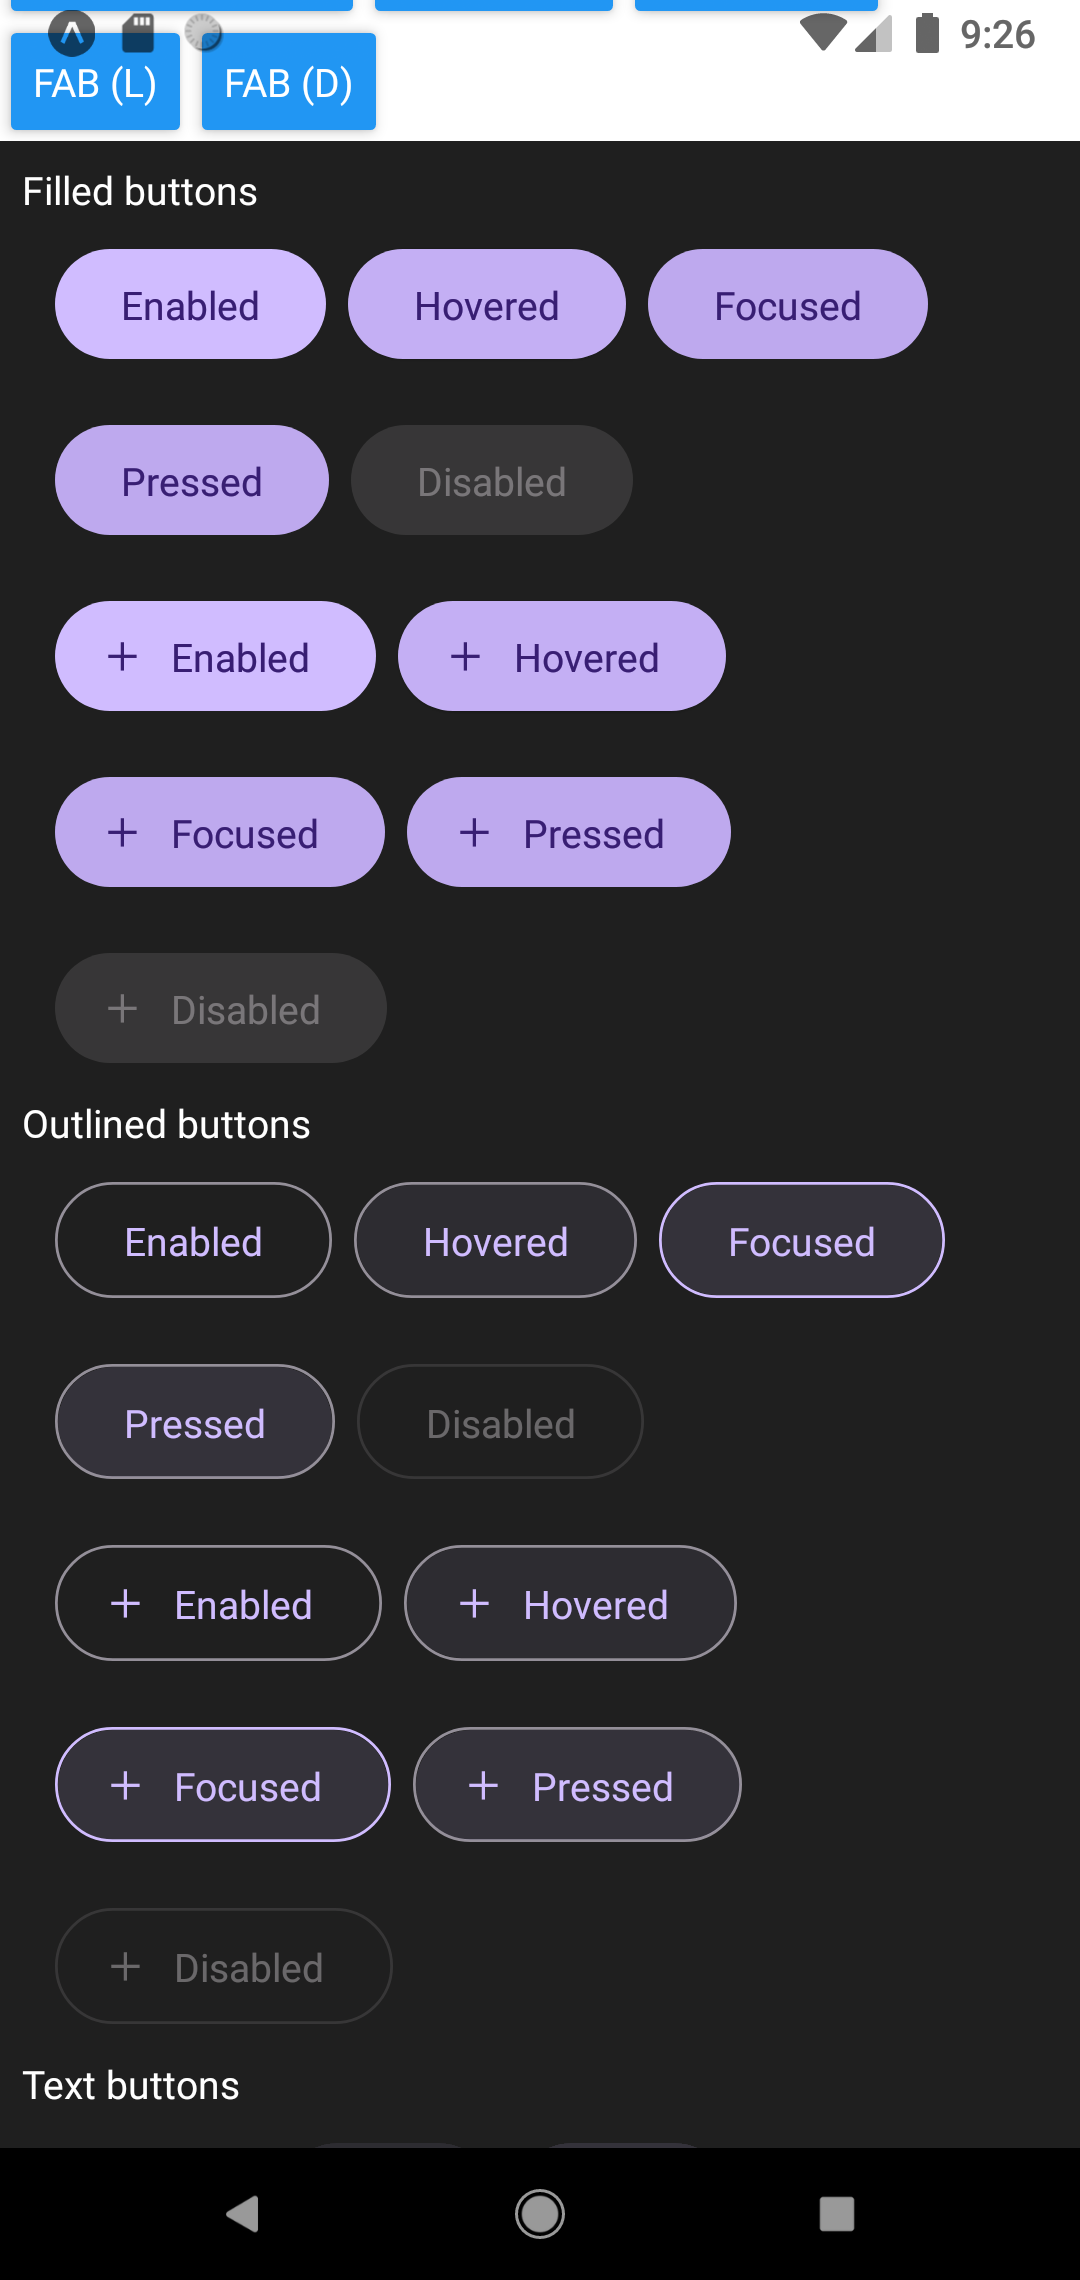 9:26
FAB (L) FAB (D)
Filled buttons
Enabled Hovered Focused
Pressed Disabled
+ Enabled + Hovered
+ Focused + Pressed
+ Disabled
Outlined buttons
Enabled Hovered Focused
Pressed Disabled
+ Enabled + Hovered
+ Focused + Pressed
+ Disabled
Text buttons